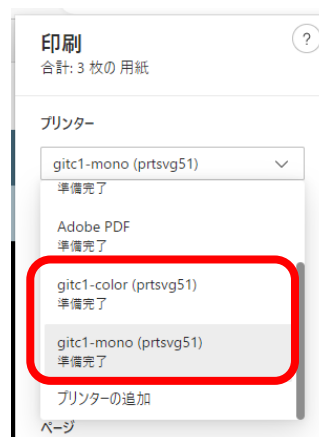 印刷
?
合計: 3 枚の 用紙
プリンター
gitc1-mono (prtsvg51)
準備完了
Adobe PDF
準備完了
gitc1-color (prtsvg51)
準備完了
gitc1-mono (prtsvg51)
準備完了
プリンターの追加
ページ